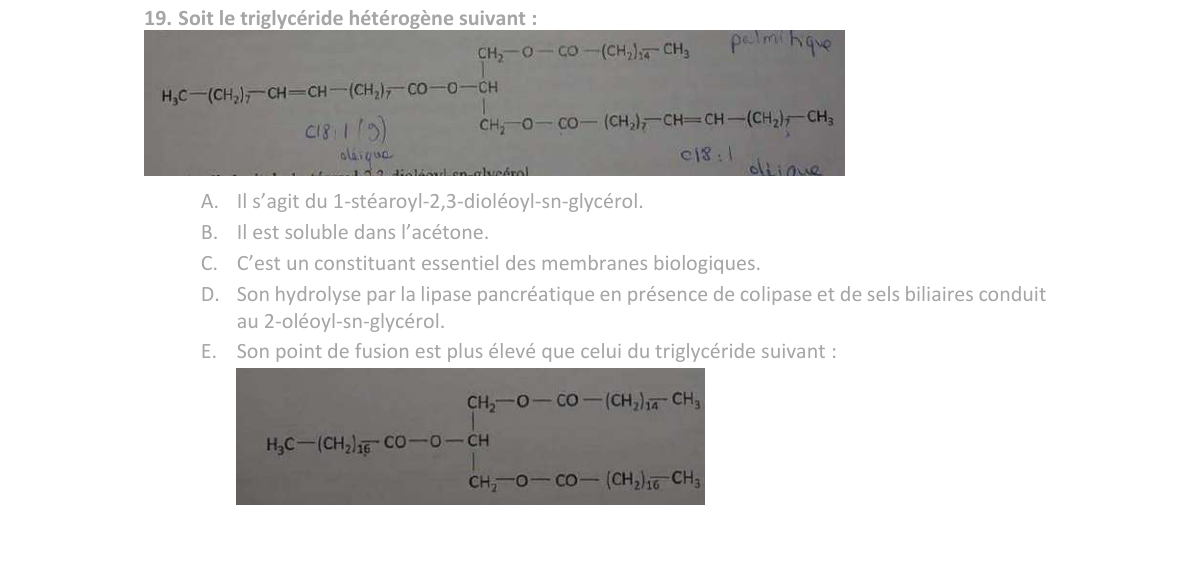 19. Soit le triglycéride hétérogène suivant :
CH₂—O—CO—(CH₂)₁₄—CH₃ palmitique
H₃C—(CH₂)₇—CH=CH—(CH₂)₇—CO—O—CH
CH₂—O—CO—(CH₂)₇—CH=CH—(CH₂)₇—CH₃
C18:1 (9)
oléique
C18:1
oléique
A. Il s’agit du 1-stéaroyl-2,3-dioléoyl-sn-glycérol.
B. Il est soluble dans l’acétone.
C. C’est un constituant essentiel des membranes biologiques.
D. Son hydrolyse par la lipase pancréatique en présence de colipase et de sels biliaires conduit
au 2-oléoyl-sn-glycérol.
E. Son point de fusion est plus élevé que celui du triglycéride suivant :
CH₂—O—CO—(CH₂)₁₄—CH₃
H₃C—(CH₂)₁₆—CO—O—CH
CH₂—O—CO—(CH₂)₁₆—CH₃